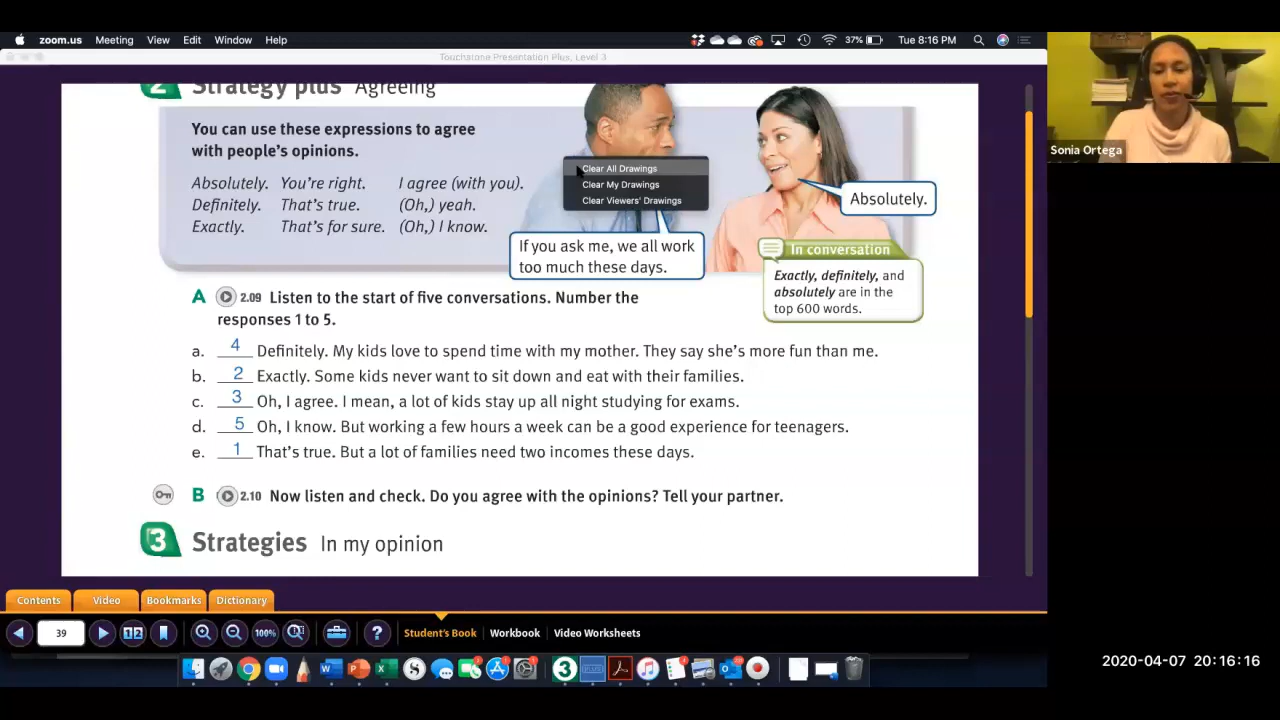 zoom.us Meeting View Edit Window Help
37% Tue 8:16 PM
Touchstone Presentation Plus, Level 3
2 Strategy plus Agreeing
You can use these expressions to agree
with people's opinions.
Absolutely. You're right. I agree (with you).
Definitely. That's true. (Oh,) yeah.
Exactly. That's for sure. (Oh,) I know.
Clear All Drawings
Clear My Drawings
Clear Viewers' Drawings
If you ask me, we all work
too much these days.
Absolutely.
In conversation
Exactly, definitely, and
absolutely are in the
top 600 words.
A 2.09 Listen to the start of five conversations. Number the
responses 1 to 5.
a. 4 Definitely. My kids love to spend time with my mother. They say she's more fun than me.
b. 2 Exactly. Some kids never want to sit down and eat with their families.
c. 3 Oh, I agree. I mean, a lot of kids stay up all night studying for exams.
d. 5 Oh, I know. But working a few hours a week can be a good experience for teenagers.
e. 1 That's true. But a lot of families need two incomes these days.
B 2.10 Now listen and check. Do you agree with the opinions? Tell your partner.
3 Strategies In my opinion
Contents Video Bookmarks Dictionary
39 12 100% ? Student's Book Workbook Video Worksheets
Sonia Ortega
2020-04-07 20:16:16